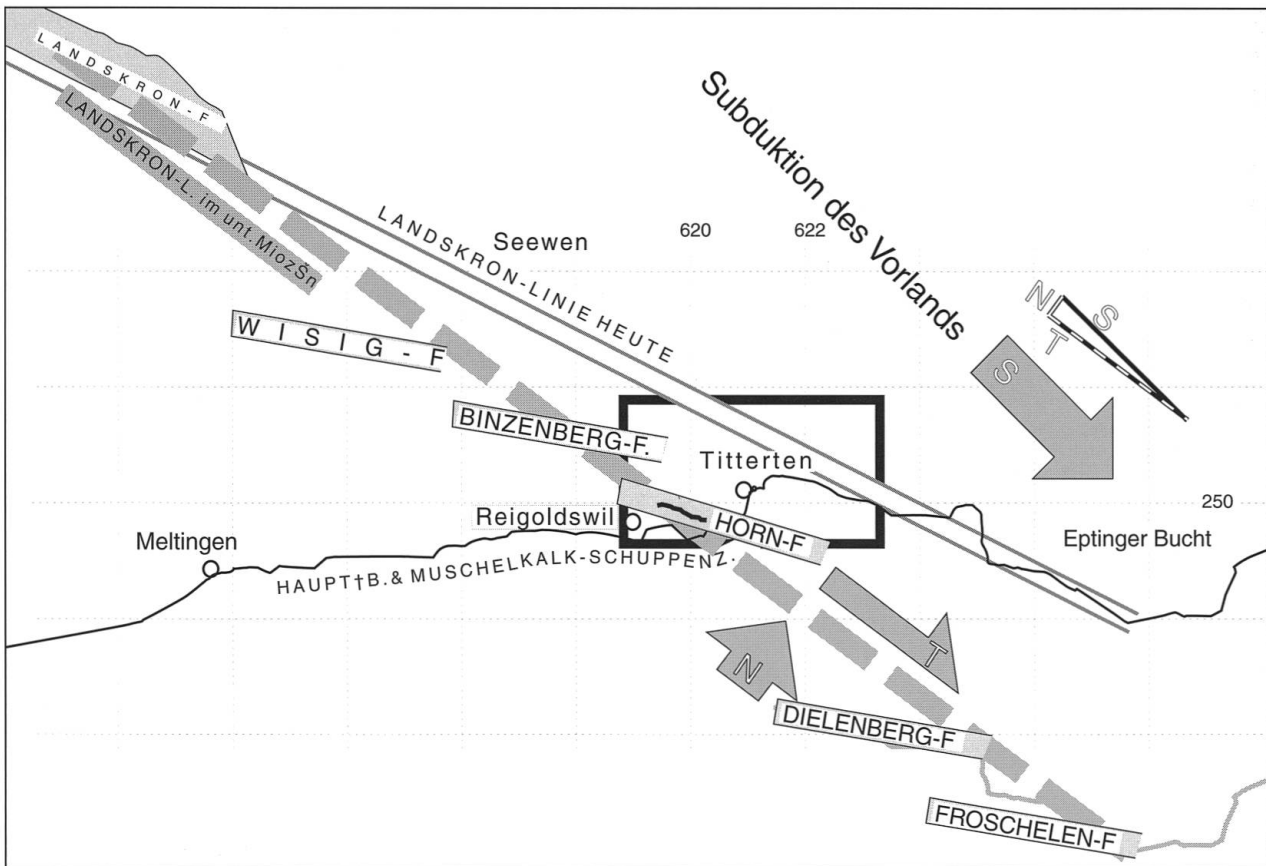 LANDSKRON-F
LANDSKRON-L. im unt. MiozŠn
Subduktion des Vorlands
Seewen
620
622
LANDSKRON-LINIE HEUTE
N
S
T
WISIG-F
S
BINZENBERG-F.
Titterten
250
Reigoldswil
HORN-F
Meltingen
Eptinger Bucht
HAUPT†B. & MUSCHELKALK-SCHUPPENZ.
T
N
DIELENBERG-F
FROSCHELEN-F